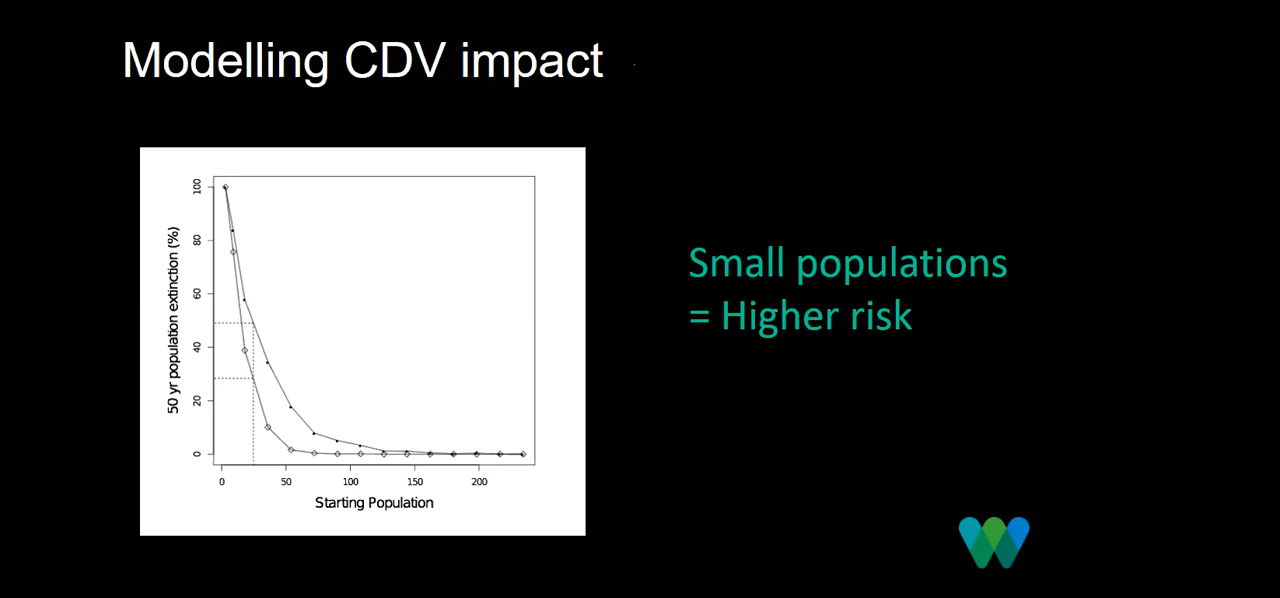 Modelling CDV impact
50 yr population extinction (%)
100
80
60
40
20
0
0 50 100 150 200
Starting Population
Small populations
= Higher risk